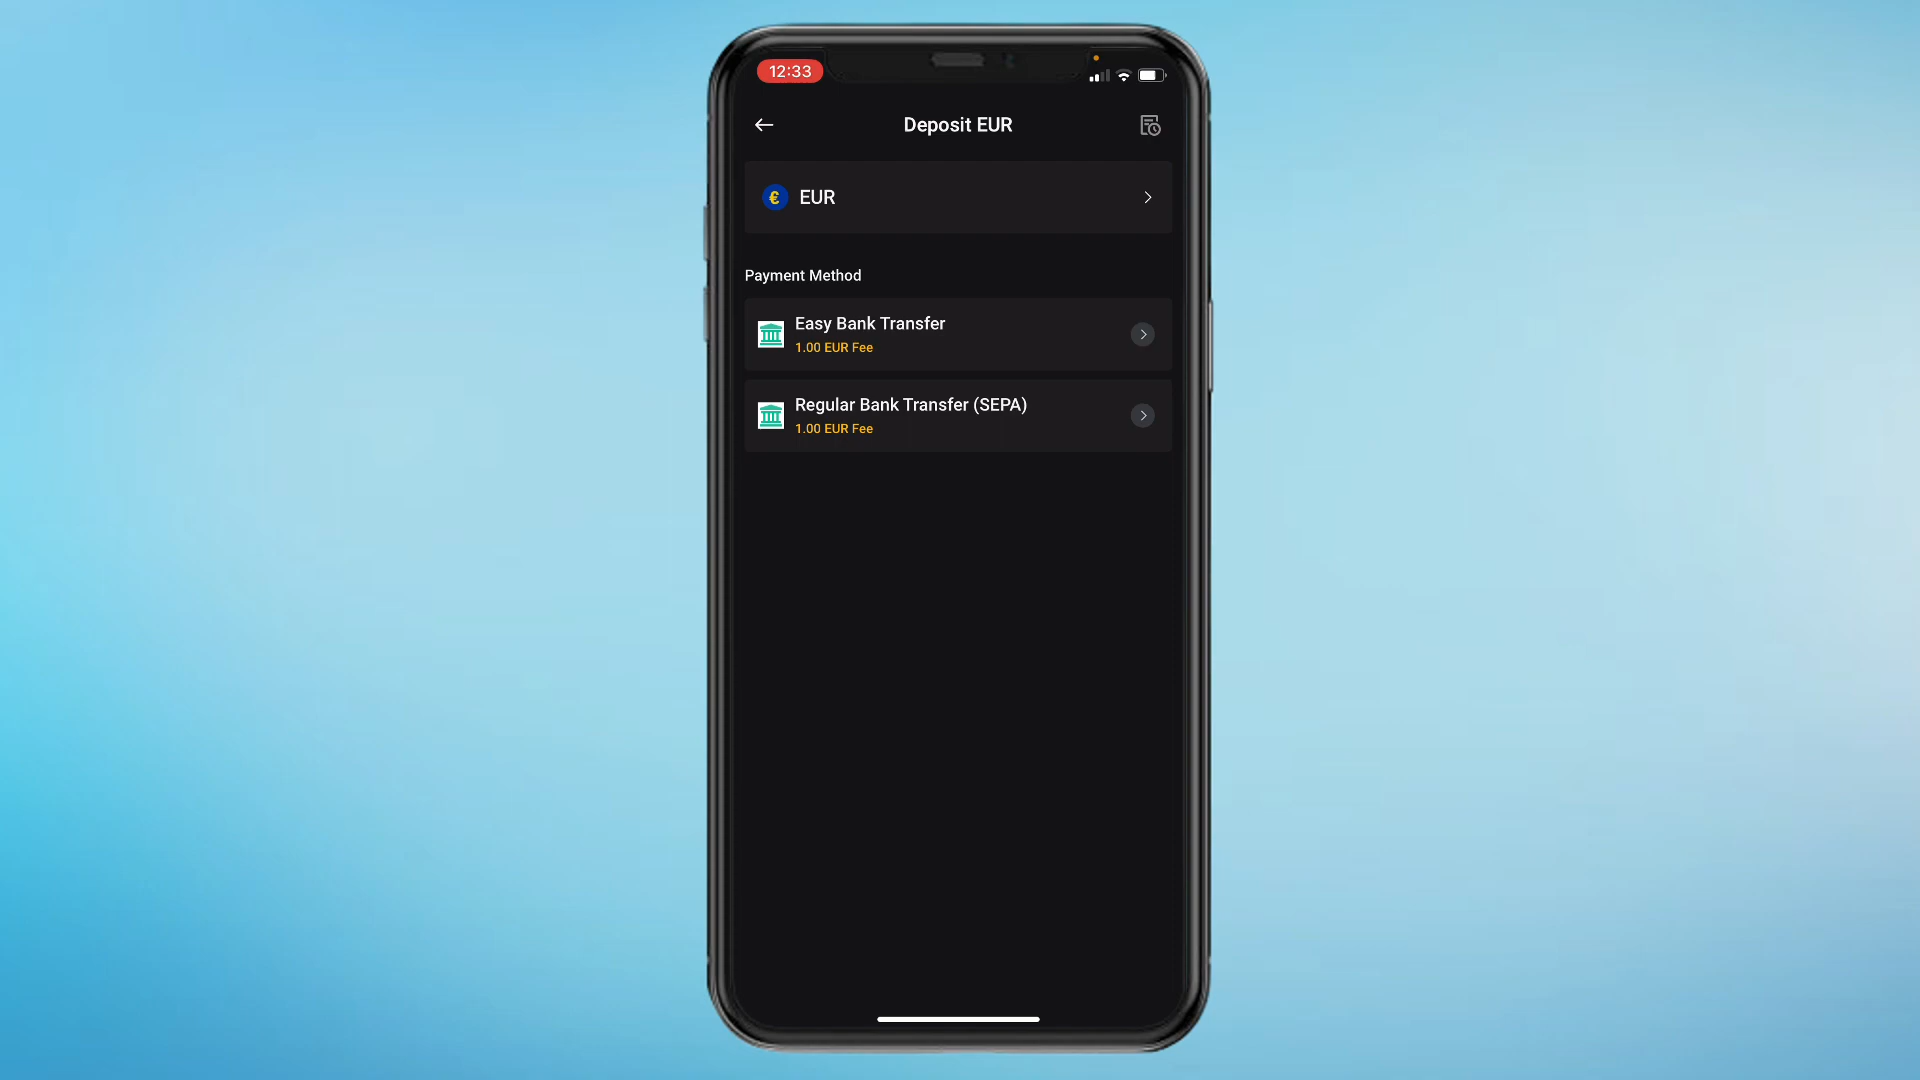 12:33
Deposit EUR
€ EUR
Payment Method
Easy Bank Transfer
1.00 EUR Fee
Regular Bank Transfer (SEPA)
1.00 EUR Fee